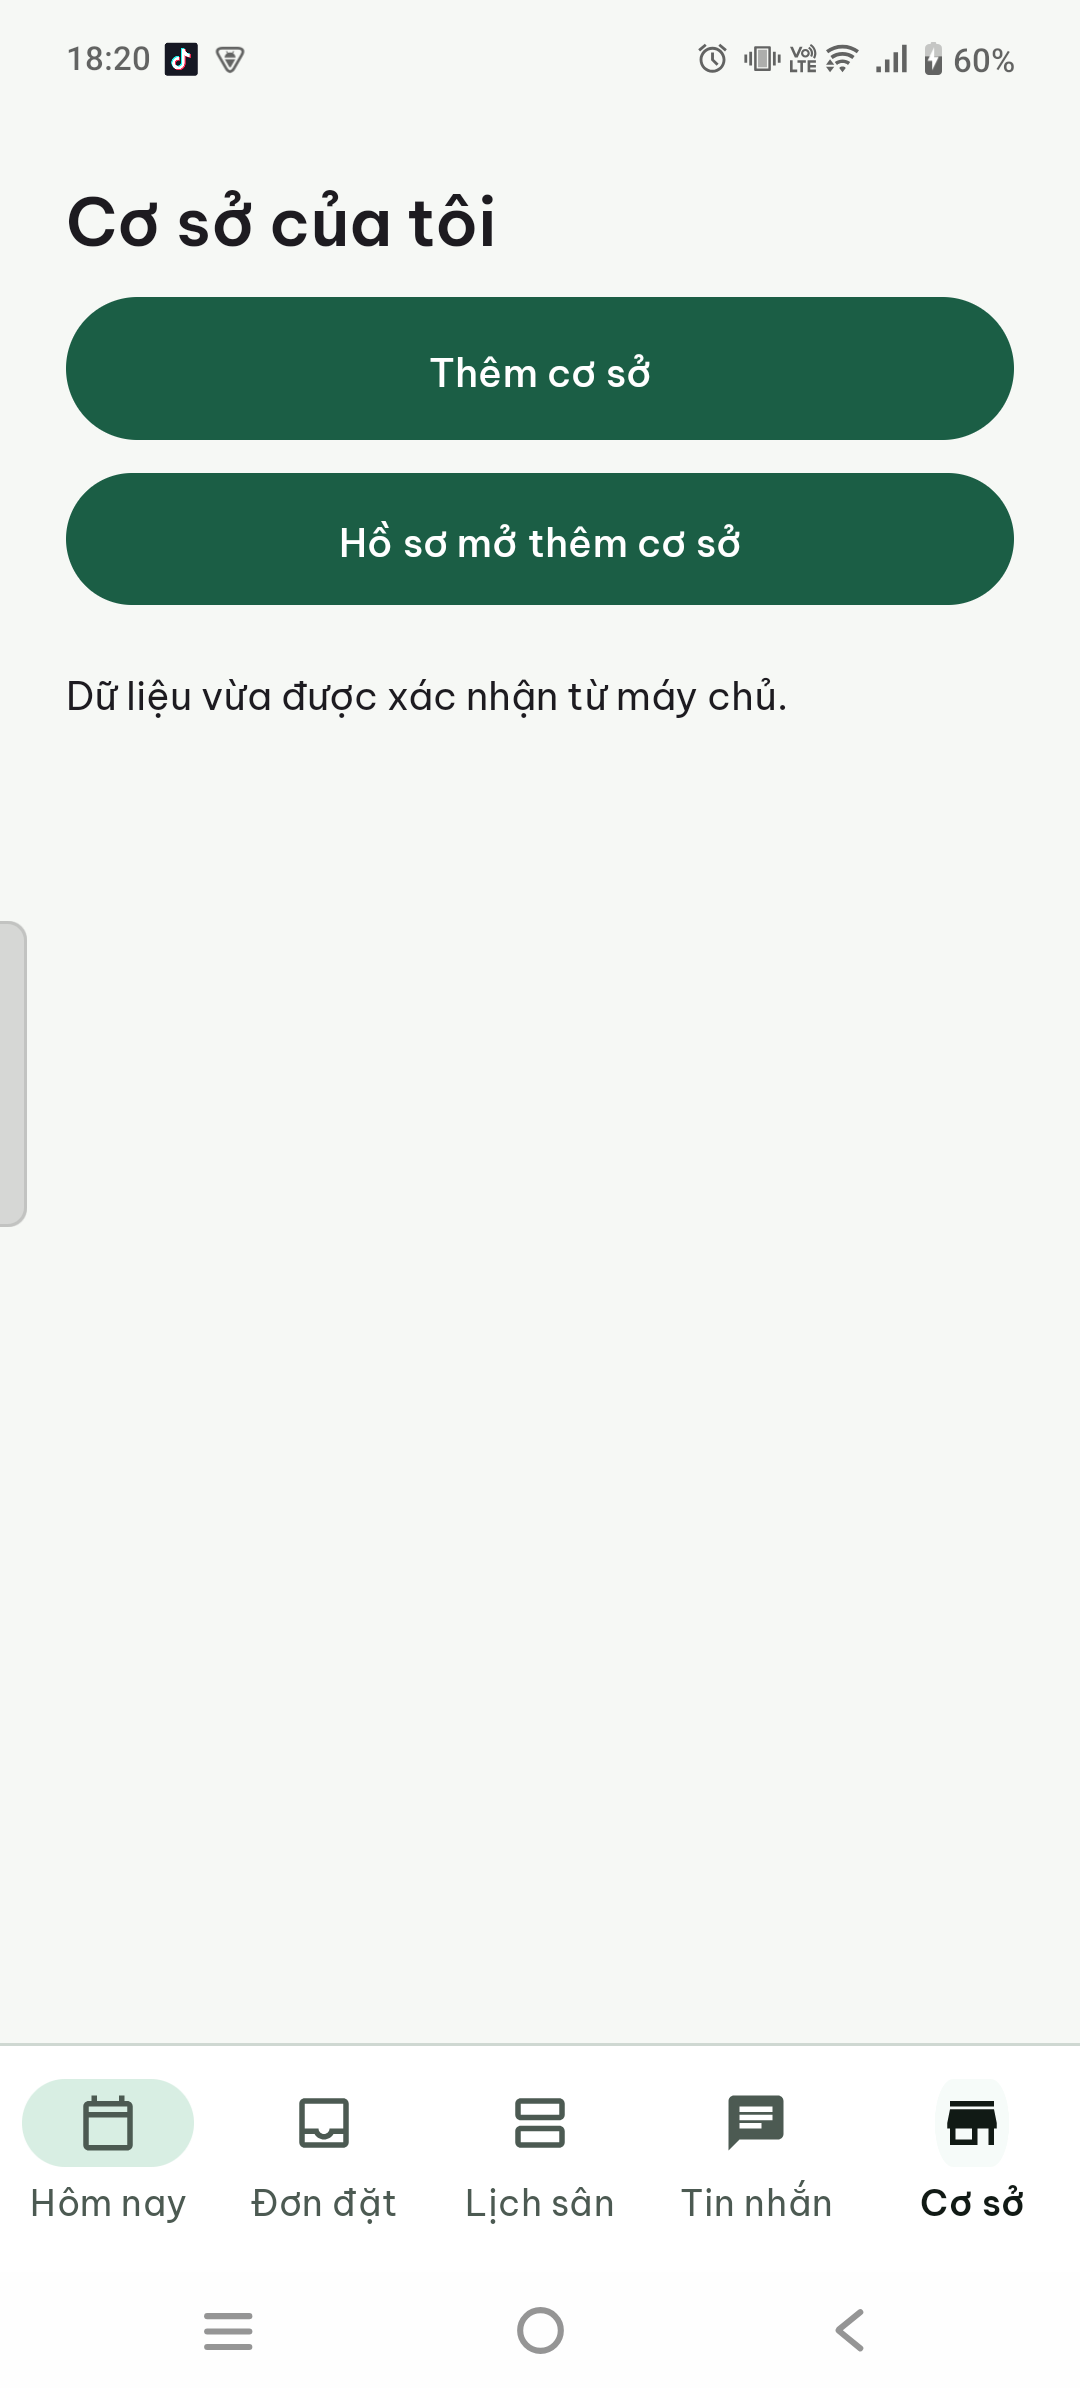 18:20
VoLTE
60%
Cơ sở của tôi
Thêm cơ sở
Hồ sơ mở thêm cơ sở
Dữ liệu vừa được xác nhận từ máy chủ.
Hôm nay
Đơn đặt
Lịch sân
Tin nhắn
Cơ sở